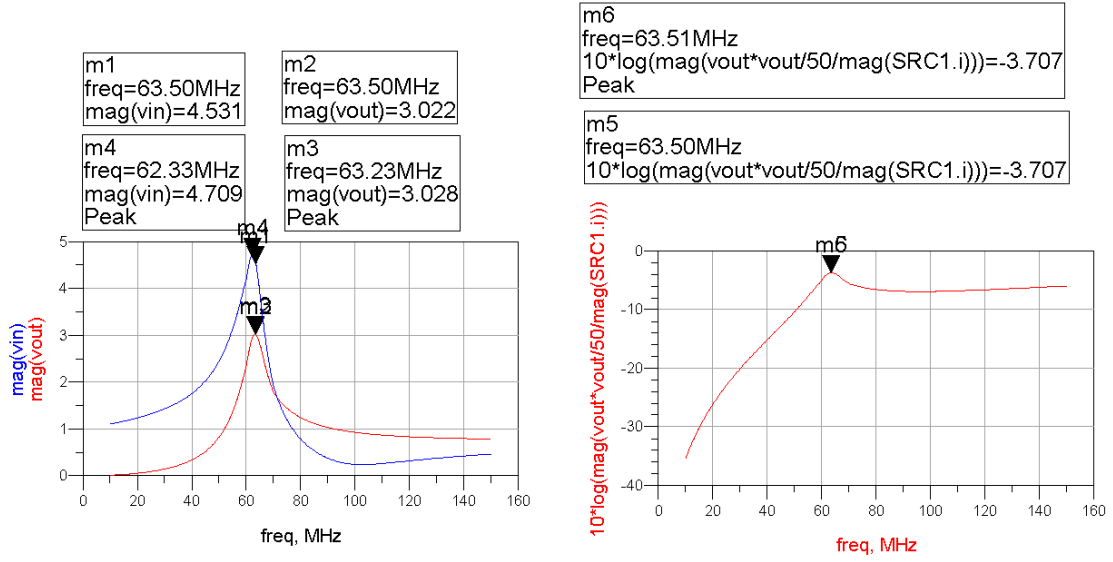 m1
freq=63.50MHz
mag(vin)=4.531
m2
freq=63.50MHz
mag(vout)=3.022
m4
freq=62.33MHz
mag(vin)=4.709
Peak
m3
freq=63.23MHz
mag(vout)=3.028
Peak
m4
m1
m3
5
4
3
2
1
0
0 20 40 60 80 100 120 140 160
freq, MHz
mag(vin)
mag(vout)
m6
freq=63.51MHz
10*log(mag(vout*vout/50/mag(SRC1.i)))=-3.707
Peak
m5
freq=63.50MHz
10*log(mag(vout*vout/50/mag(SRC1.i)))=-3.707
0
-10
-20
-30
-40
0 20 40 60 80 100 120 140 160
freq, MHz
10*log(mag(vout*vout/50/mag(SRC1.i)))